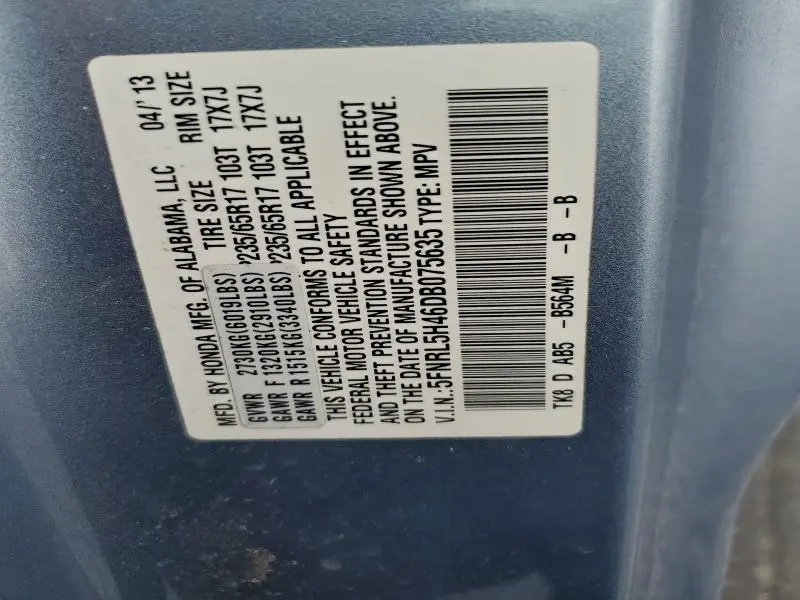 MFD. BY HONDA MFG. OF ALABAMA, LLC 04/'13
TIRE SIZE RIM SIZE
GVWR 2730KG(6019LBS)
GAWR F 1320KG(2910LBS) P235/65R17 103T 17X7J
GAWR R 1515KG(3340LBS) P235/65R17 103T 17X7J
THIS VEHICLE CONFORMS TO ALL APPLICABLE
FEDERAL MOTOR VEHICLE SAFETY
AND THEFT PREVENTION STANDARDS IN EFFECT
ON THE DATE OF MANUFACTURE SHOWN ABOVE.
V.I.N.:5FNRL5H46DB075635 TYPE: MPV
TK8 D AB5 -B564M -B -B